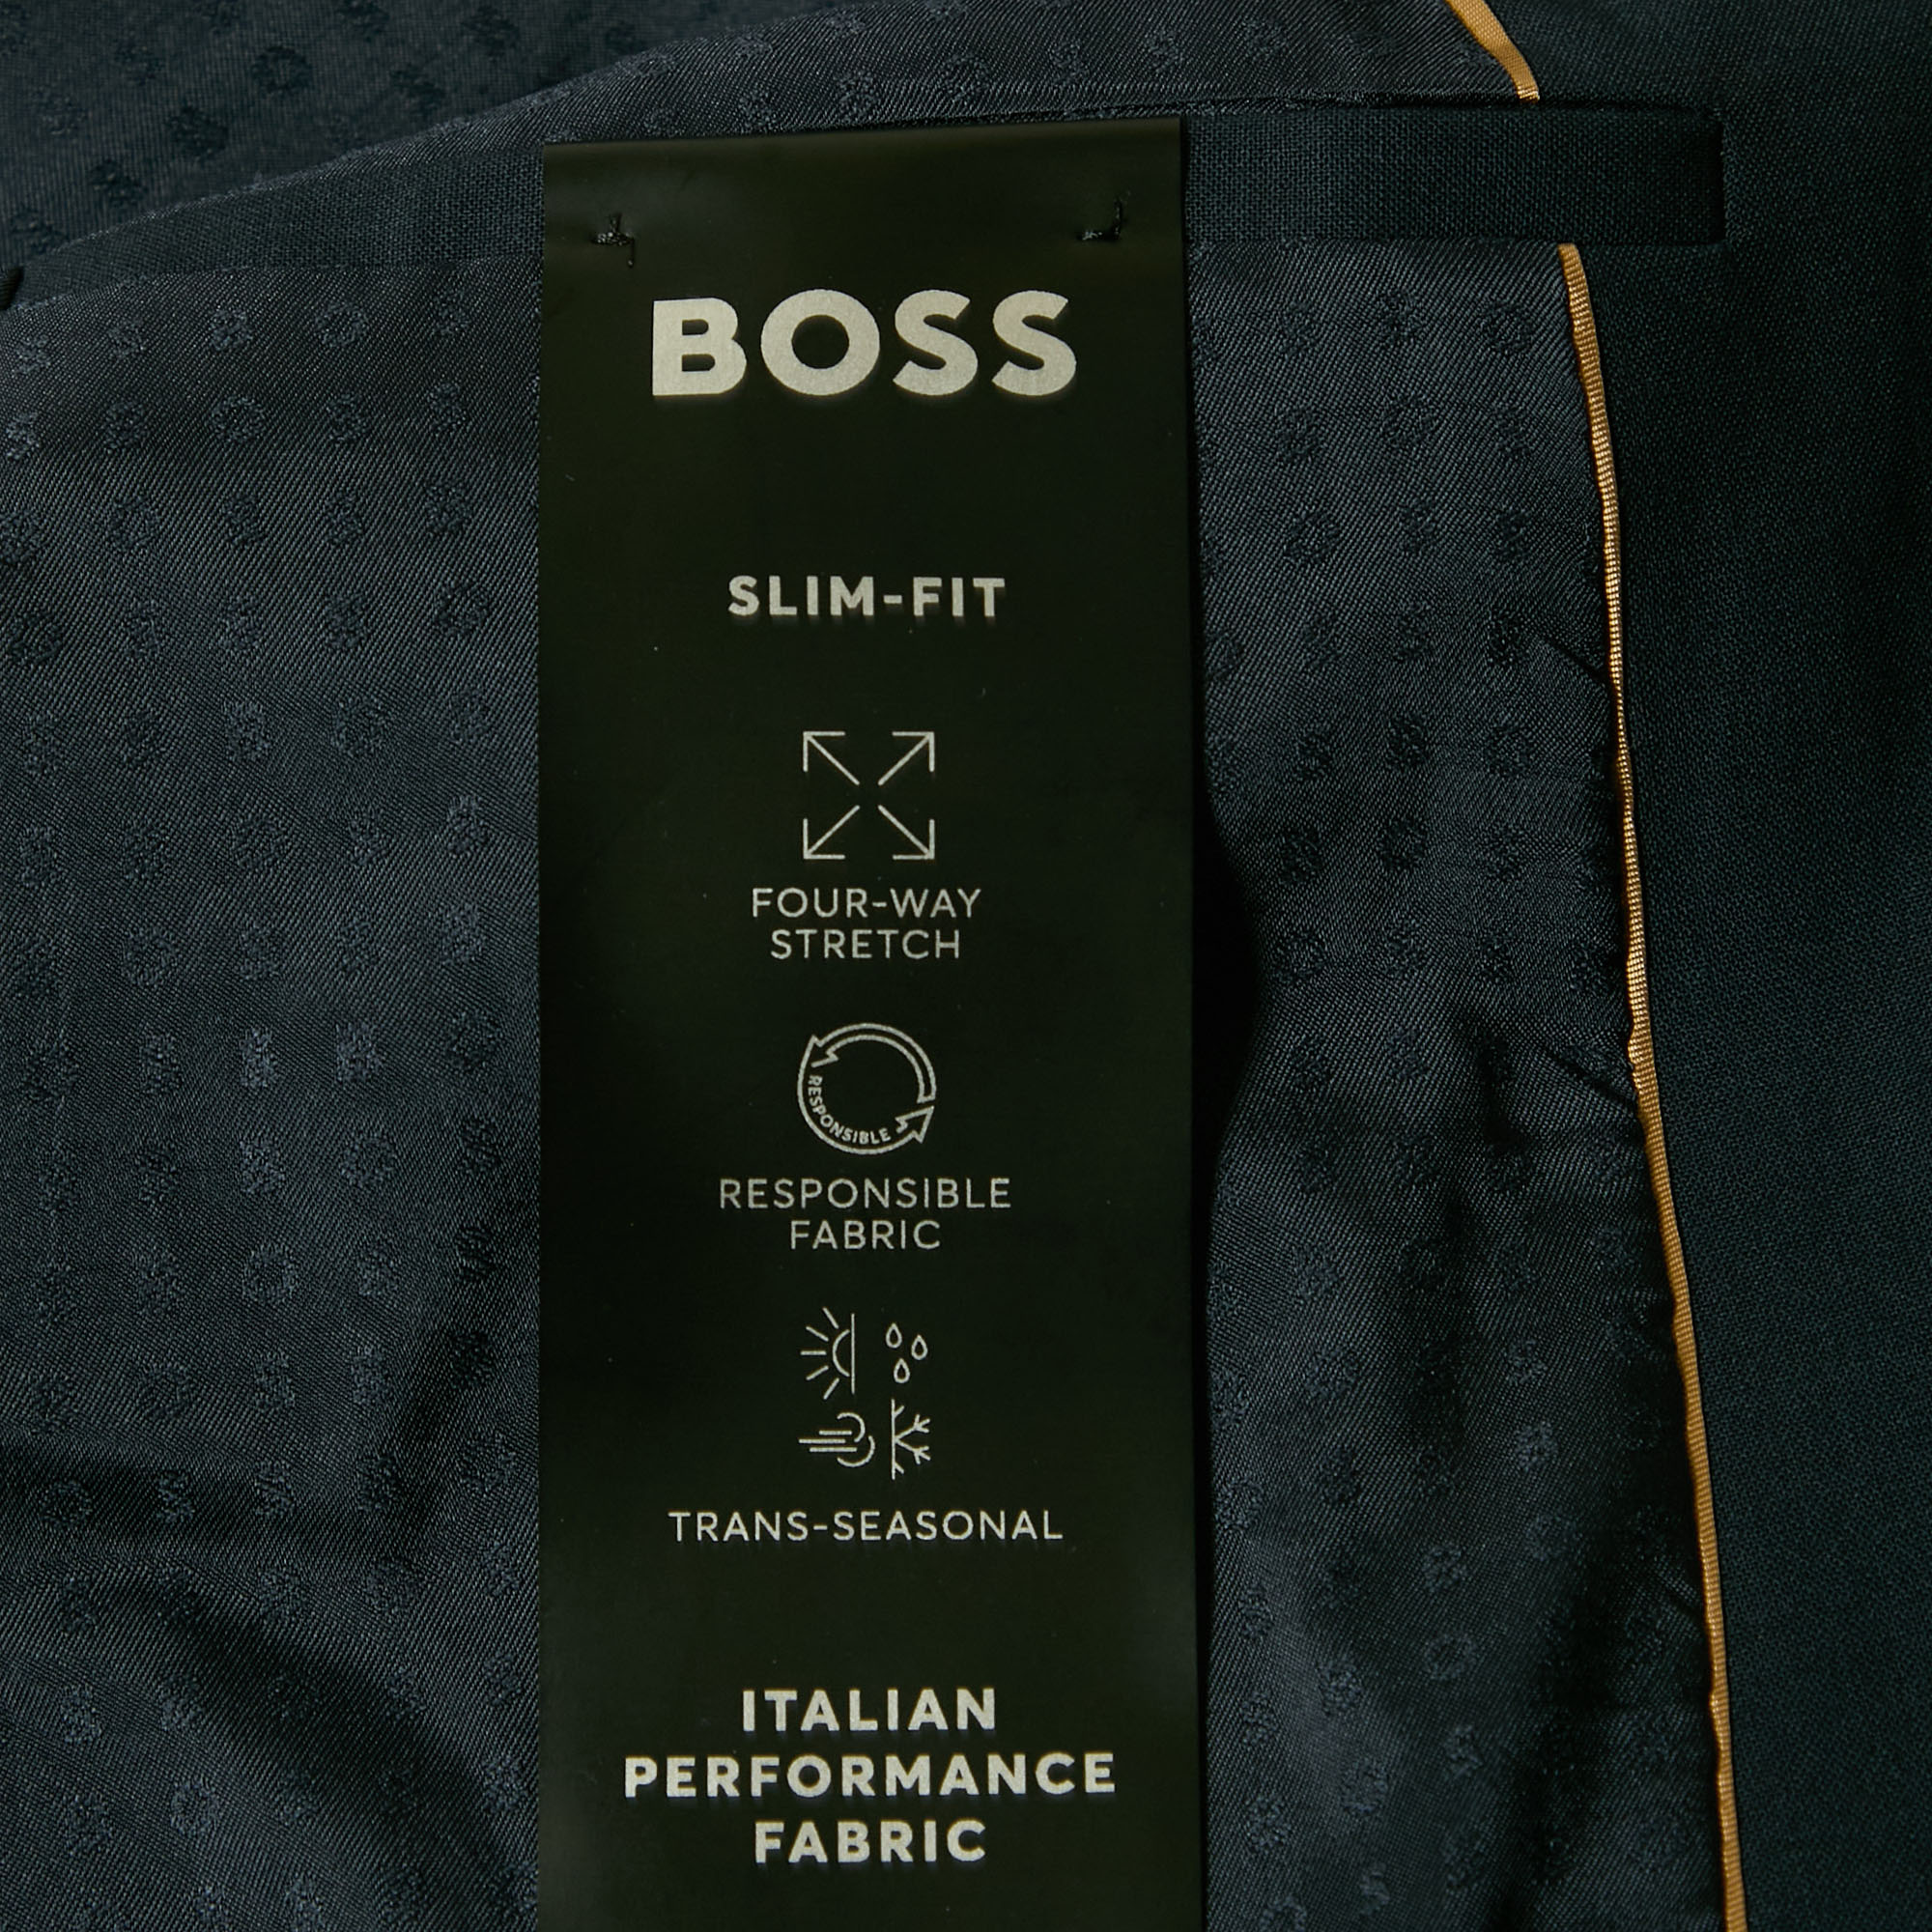 BOSS
SLIM-FIT
FOUR-WAY
STRETCH
RESPONSIBLE
RESPONSIBLE
FABRIC
TRANS-SEASONAL
ITALIAN
PERFORMANCE
FABRIC